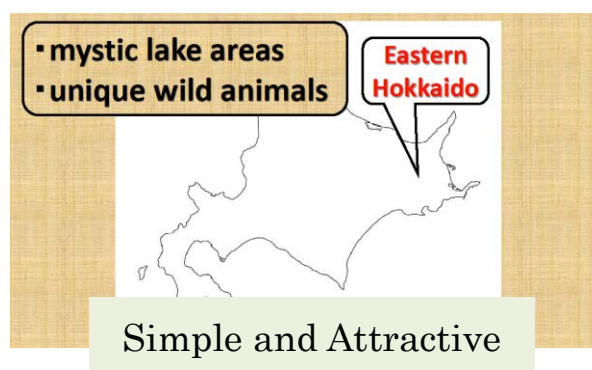 ▪mystic lake areas
▪unique wild animals
Eastern
Hokkaido
Simple and Attractive